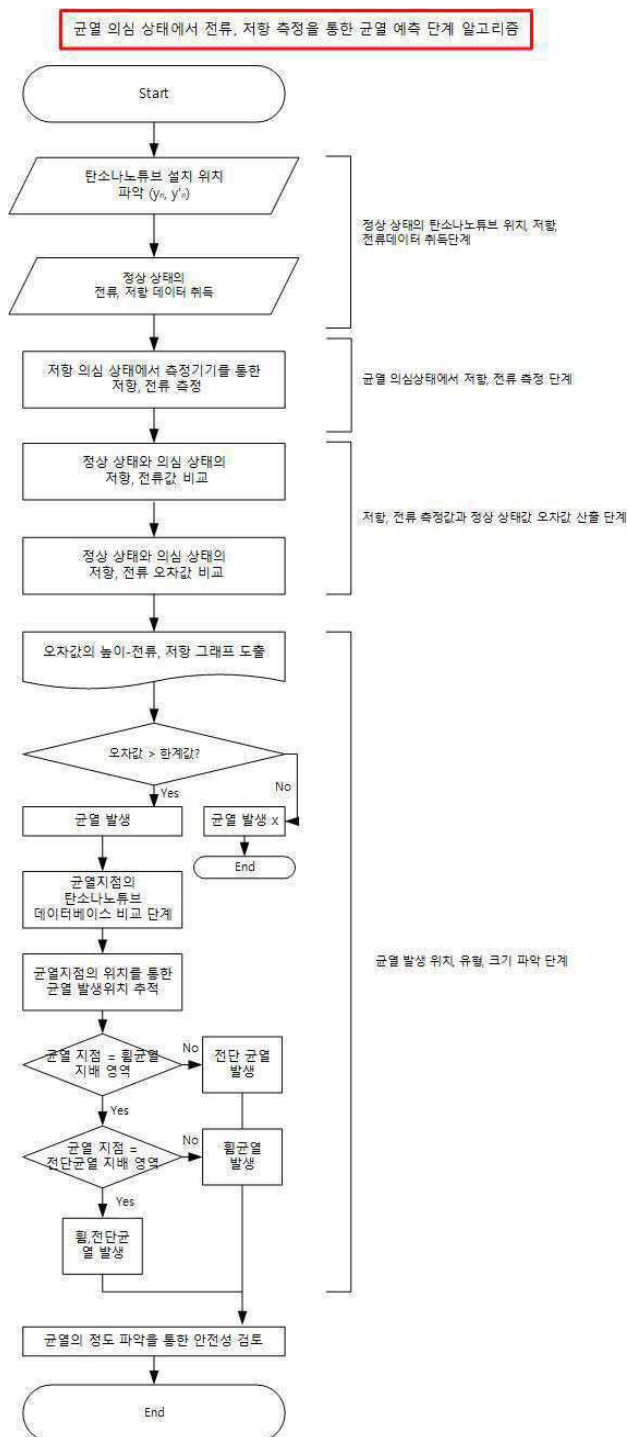 균열 의심 상태에서 전류, 저항 측정을 통한 균열 예측 단계 알고리즘
Start
탄소나노튜브 설치 위치
파악 (yₙ, y'ₙ)
정상 상태의
전류, 저항 데이터 취득
정상 상태의 탄소나노튜브 위치, 저항,
전류데이터 취득단계
저항 의심 상태에서 측정기기를 통한
저항, 전류 측정
균열 의심상태에서 저항, 전류 측정 단계
정상 상태와 의심 상태의
저항, 전류값 비교
정상 상태와 의심 상태의
저항, 전류 오차값 비교
저항, 전류 측정값과 정상 상태값 오차값 산출 단계
오차값의 높이-전류, 저항 그래프 도출
오차값 > 한계값?
No
Yes
균열 발생
균열 발생 x
End
균열지점의
탄소나노튜브
데이터베이스 비교 단계
균열지점의 위치를 통한
균열 발생위치 추적
균열 발생 위치, 유형, 크기 파악 단계
균열 지점 = 휨균열
지배 영역
No
전단 균열
발생
Yes
균열 지점 =
전단균열 지배 영역
No
휨균열
발생
Yes
휨,전단균
열 발생
균열의 정도 파악을 통한 안전성 검토
End